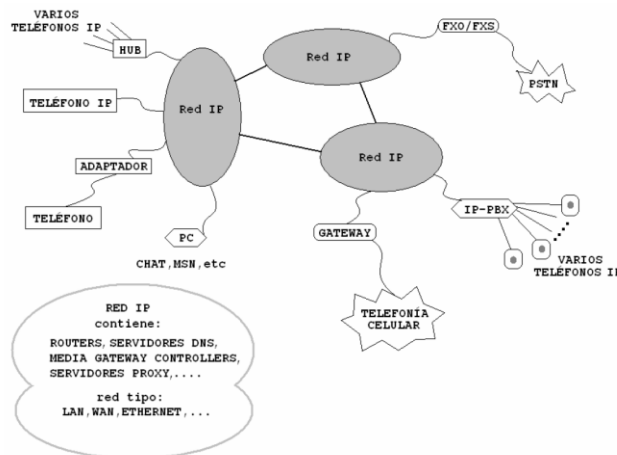 VARIOS
TELÉFONOS IP
HUB
TELÉFONO IP
ADAPTADOR
TELÉFONO
PC
CHAT,MSN,etc
Red IP
Red IP
Red IP
FXO/FXS
PSTN
IP-PBX
VARIOS
TELÉFONOS IP
GATEWAY
TELEFONÍA
CELULAR
RED IP
contiene:
ROUTERS,SERVIDORES DNS,
MEDIA GATEWAY CONTROLLERS,
SERVIDORES PROXY,....
red tipo:
LAN,WAN,ETHERNET,...